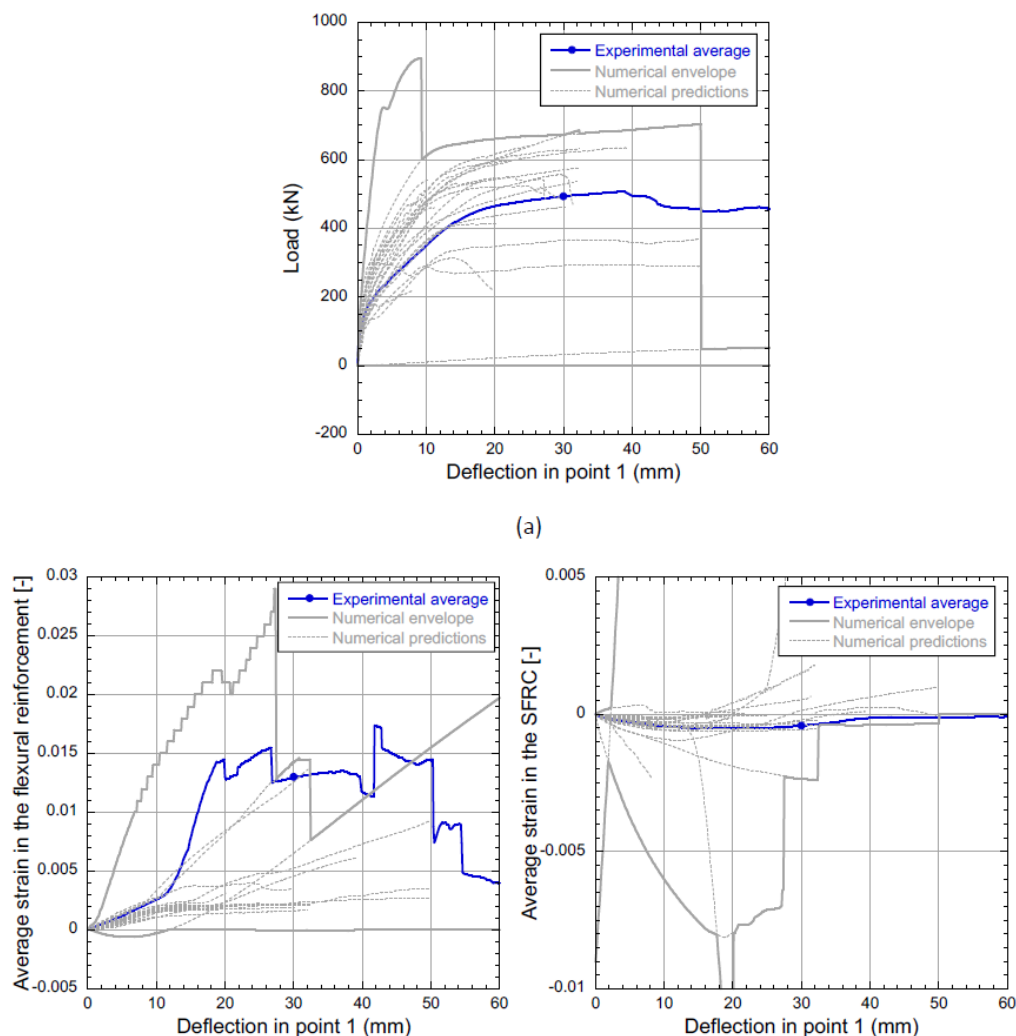 1000
800
600
400
200
0
-200
Load (kN)
Experimental average
Numerical envelope
Numerical predictions
0 10 20 30 40 50 60
Deflection in point 1 (mm)
(a)
0.03
0.025
0.02
0.015
0.01
0.005
0
-0.005
Average strain in the flexural reinforcement [-]
Experimental average
Numerical envelope
Numerical predictions
0 10 20 30 40 50 60
Deflection in point 1 (mm)
0.005
0
-0.005
-0.01
Average strain in the SFRC [-]
Experimental average
Numerical envelope
Numerical predictions
0 10 20 30 40 50 60
Deflection in point 1 (mm)